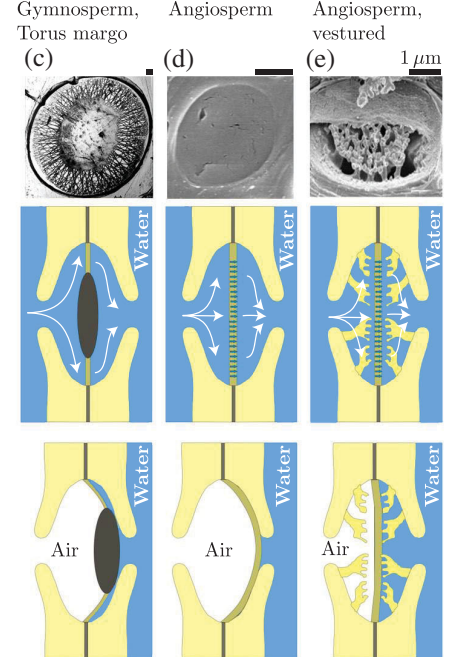 Gymnosperm,
Torus margo
Angiosperm
Angiosperm,
vestured
(c)
(d)
(e)
1 μm
Water
Water
Water
Air
Water
Air
Water
Air
Water